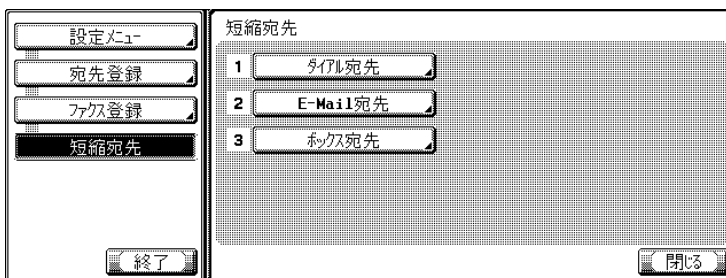 設定ﾒﾆｭｰ
宛先登録
ﾌｧｸｽ登録
短縮宛先
終了
短縮宛先
1 ﾀﾞｲｱﾙ宛先
2 E-Mail宛先
3 ﾎﾞｯｸｽ宛先
閉じる